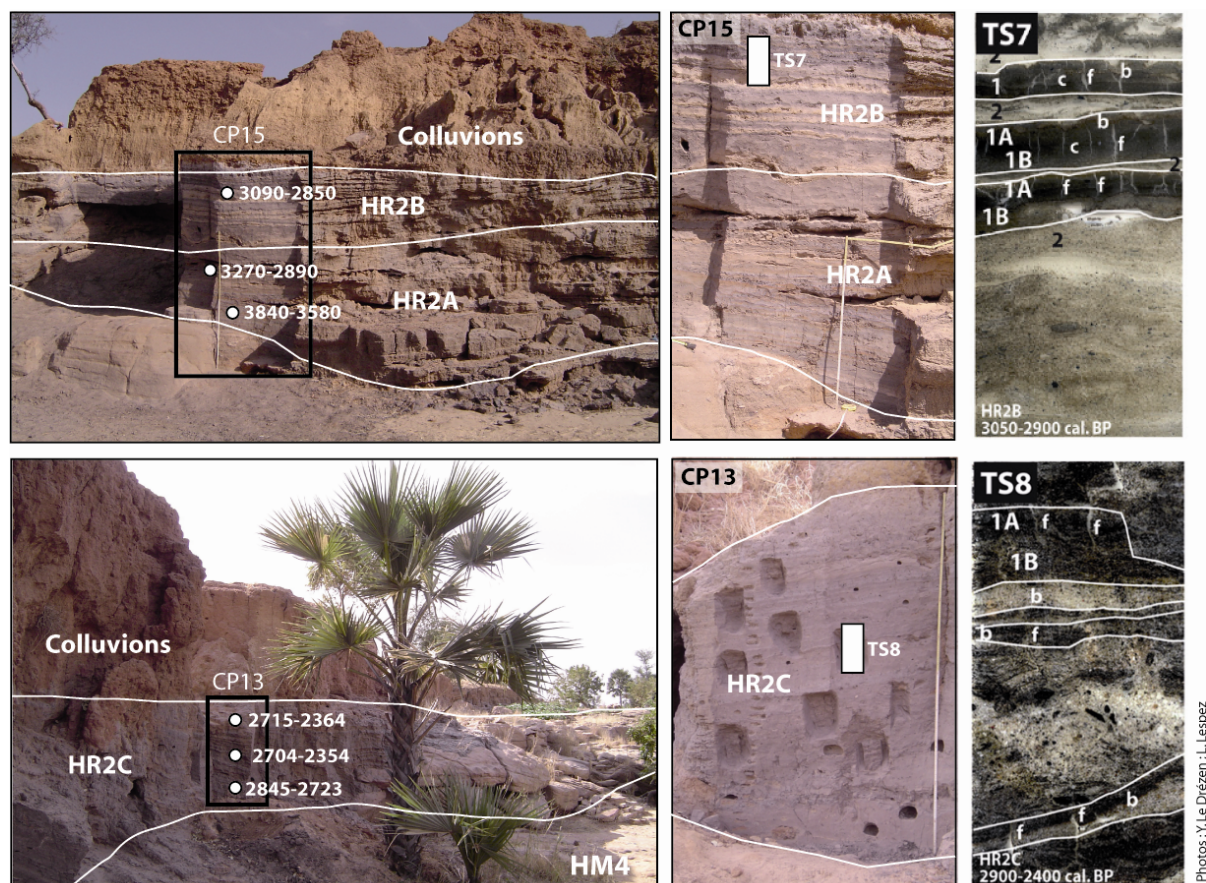 CP15
Colluvions
3090-2850
HR2B
3270-2890
HR2A
3840-3580
CP15
TS7
HR2B
HR2A
TS7
2
1 c f b
2
b
1A f
1B c
2
1A f f
1B
2
HR2B
3050-2900 cal. BP
Colluvions
CP13
2715-2364
HR2C
2704-2354
2845-2723
HM4
CP13
TS8
HR2C
TS8
1A f f
1B
b
b f
b
f
f
HR2C
2900-2400 cal. BP
Photos : Y. Le Drézen ; L. Lespez